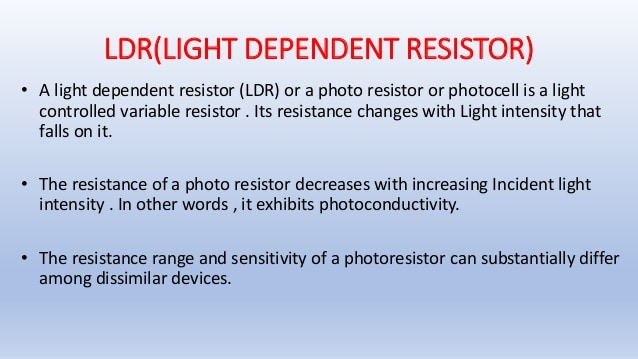 LDR(LIGHT DEPENDENT RESISTOR)
• A light dependent resistor (LDR) or a photo resistor or photocell is a light
controlled variable resistor . Its resistance changes with Light intensity that
falls on it.
• The resistance of a photo resistor decreases with increasing Incident light
intensity . In other words , it exhibits photoconductivity.
• The resistance range and sensitivity of a photoresistor can substantially differ
among dissimilar devices.